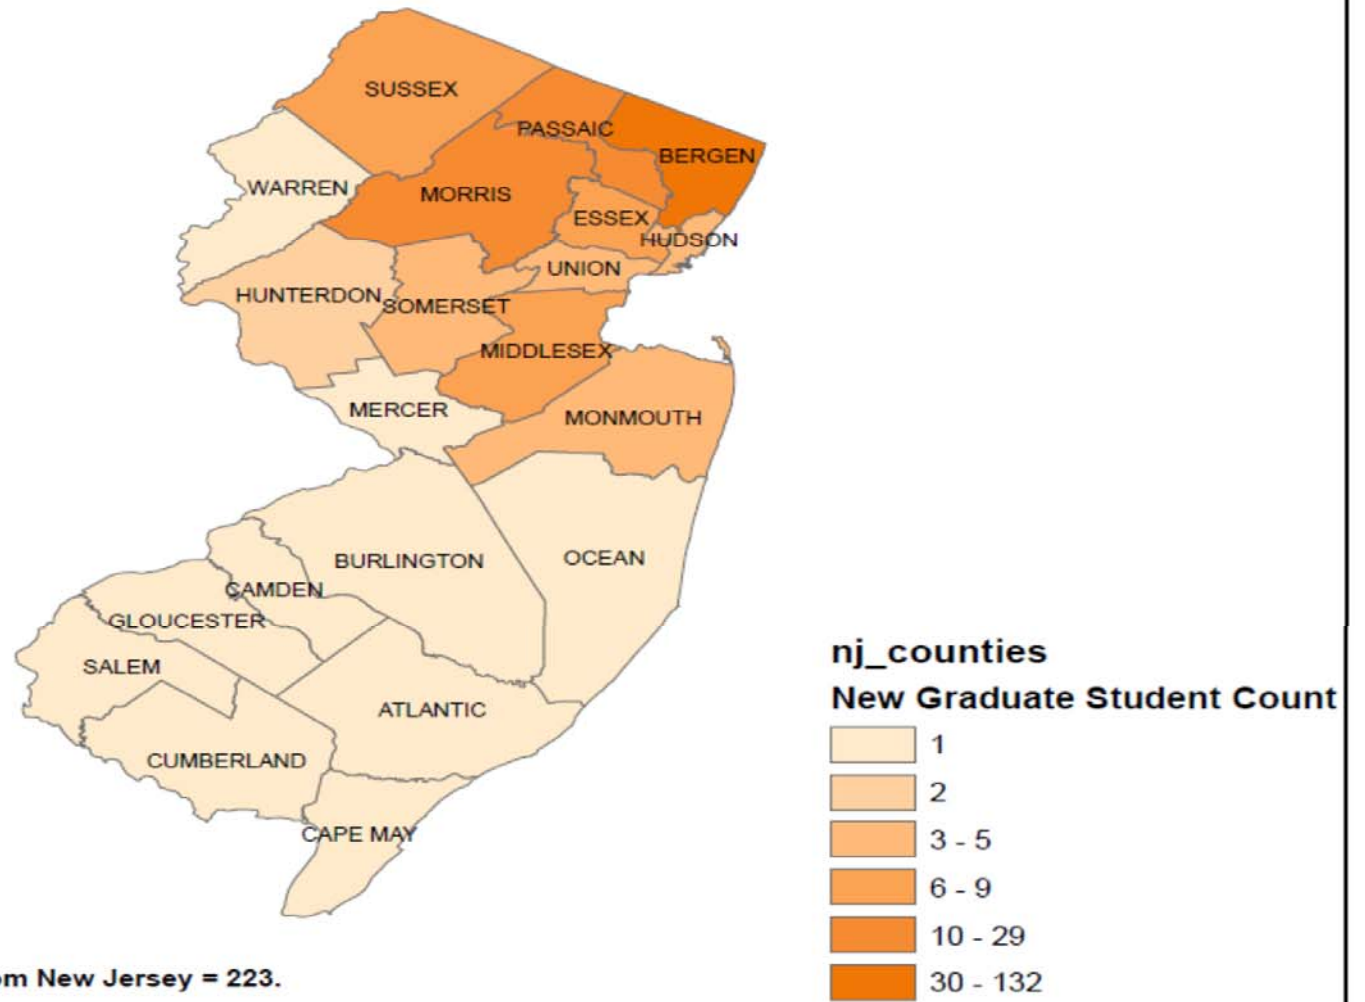 SUSSEX
PASSAIC
BERGEN
WARREN
MORRIS
ESSEX
HUDSON
UNION
HUNTERDON
SOMERSET
MIDDLESEX
MERCER
MONMOUTH
BURLINGTON
OCEAN
CAMDEN
GLOUCESTER
SALEM
ATLANTIC
CUMBERLAND
CAPE MAY
nj_counties
New Graduate Student Count
1
2
3 - 5
6 - 9
10 - 29
30 - 132
om New Jersey = 223.